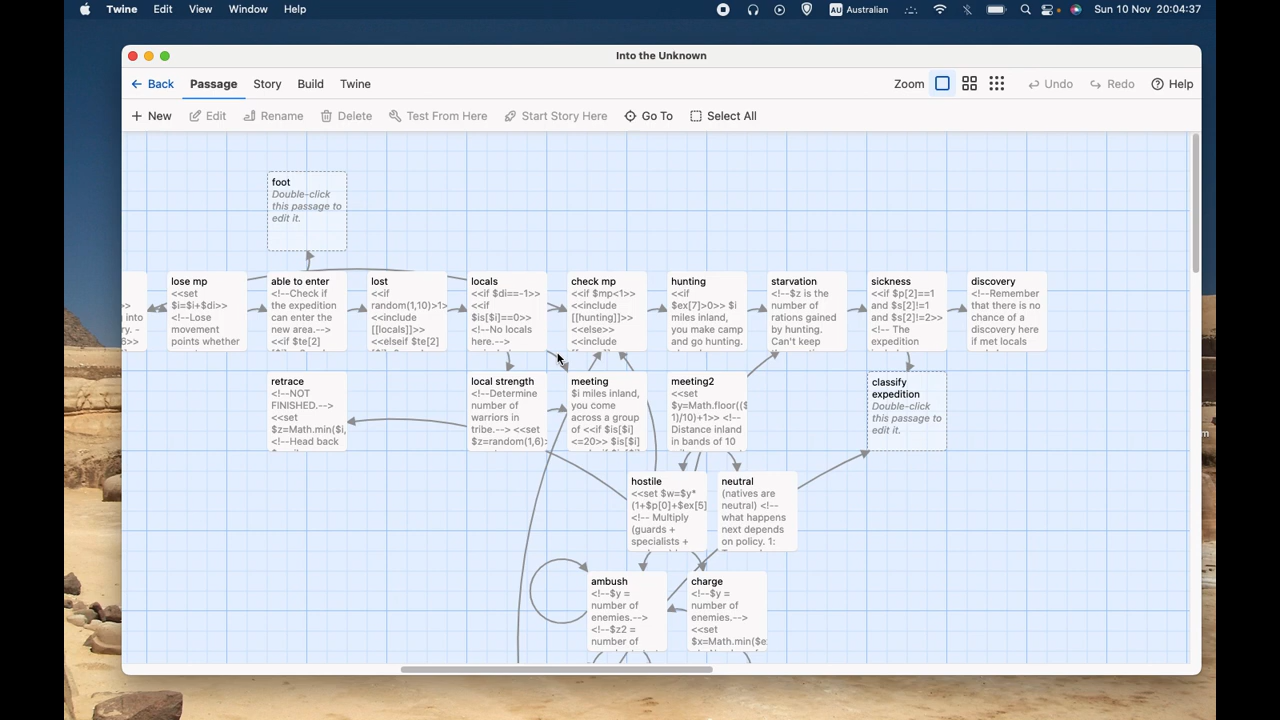 Twine Edit View Window Help AU Australian Sun 10 Nov 20:04:37
Into the Unknown
Back Passage Story Build Twine Zoom Undo Redo Help
New Edit Rename Delete Test From Here Start Story Here Go To Select All
foot
Double-click
this passage to
edit it.
>>
into
ry. -
6>>
lose mp
<<set
$i=$i+$di>>
<!--Lose
movement
points whether
able to enter
<!--Check if
the expedition
can enter the
new area.-->
<<if $te[2]
lost
<<if
random(1,10)>1>
<<include
[[locals]]>>
<<elseif $te[2]
locals
<<if $di==-1>>
<<if
$is[$i]==0>>
<!--No locals
here.-->
check mp
<<if $mp<1>>
<<include
[[hunting]]>>
<<else>>
<<include
hunting
<<if
$ex[7]>0>> $i
miles inland,
you make camp
and go hunting.
starvation
<!--$z is the
number of
rations gained
by hunting.
Can't keep
sickness
<<if $p[2]==1
and $s[2]!=1
and $s[2]!=2>>
<!-- The
expedition
discovery
<!--Remember
that there is no
chance of a
discovery here
if met locals
retrace
<!--NOT
FINISHED.-->
<<set
$z=Math.min($i,
<!--Head back
local strength
<!--Determine
number of
warriors in
tribe.--> <<set
$z=random(1,6):
meeting
$i miles inland,
you come
across a group
of <<if $is[$i]
<=20>> $is[$i]
meeting2
<<set
$y=Math.floor(($
1)/10)+1>> <!--
Distance inland
in bands of 10
classify
expedition
Double-click
this passage to
edit it.
hostile
<<set $w=$y*
(1+$p[0]+$ex[5]
<!-- Multiply
(guards +
specialists +
neutral
(natives are
neutral) <!--
what happens
next depends
on policy. 1:
ambush
<!--$y =
number of
enemies.-->
<!--$z2 =
number of
charge
<!--$y =
number of
enemies.-->
<<set
$x=Math.min($e
m